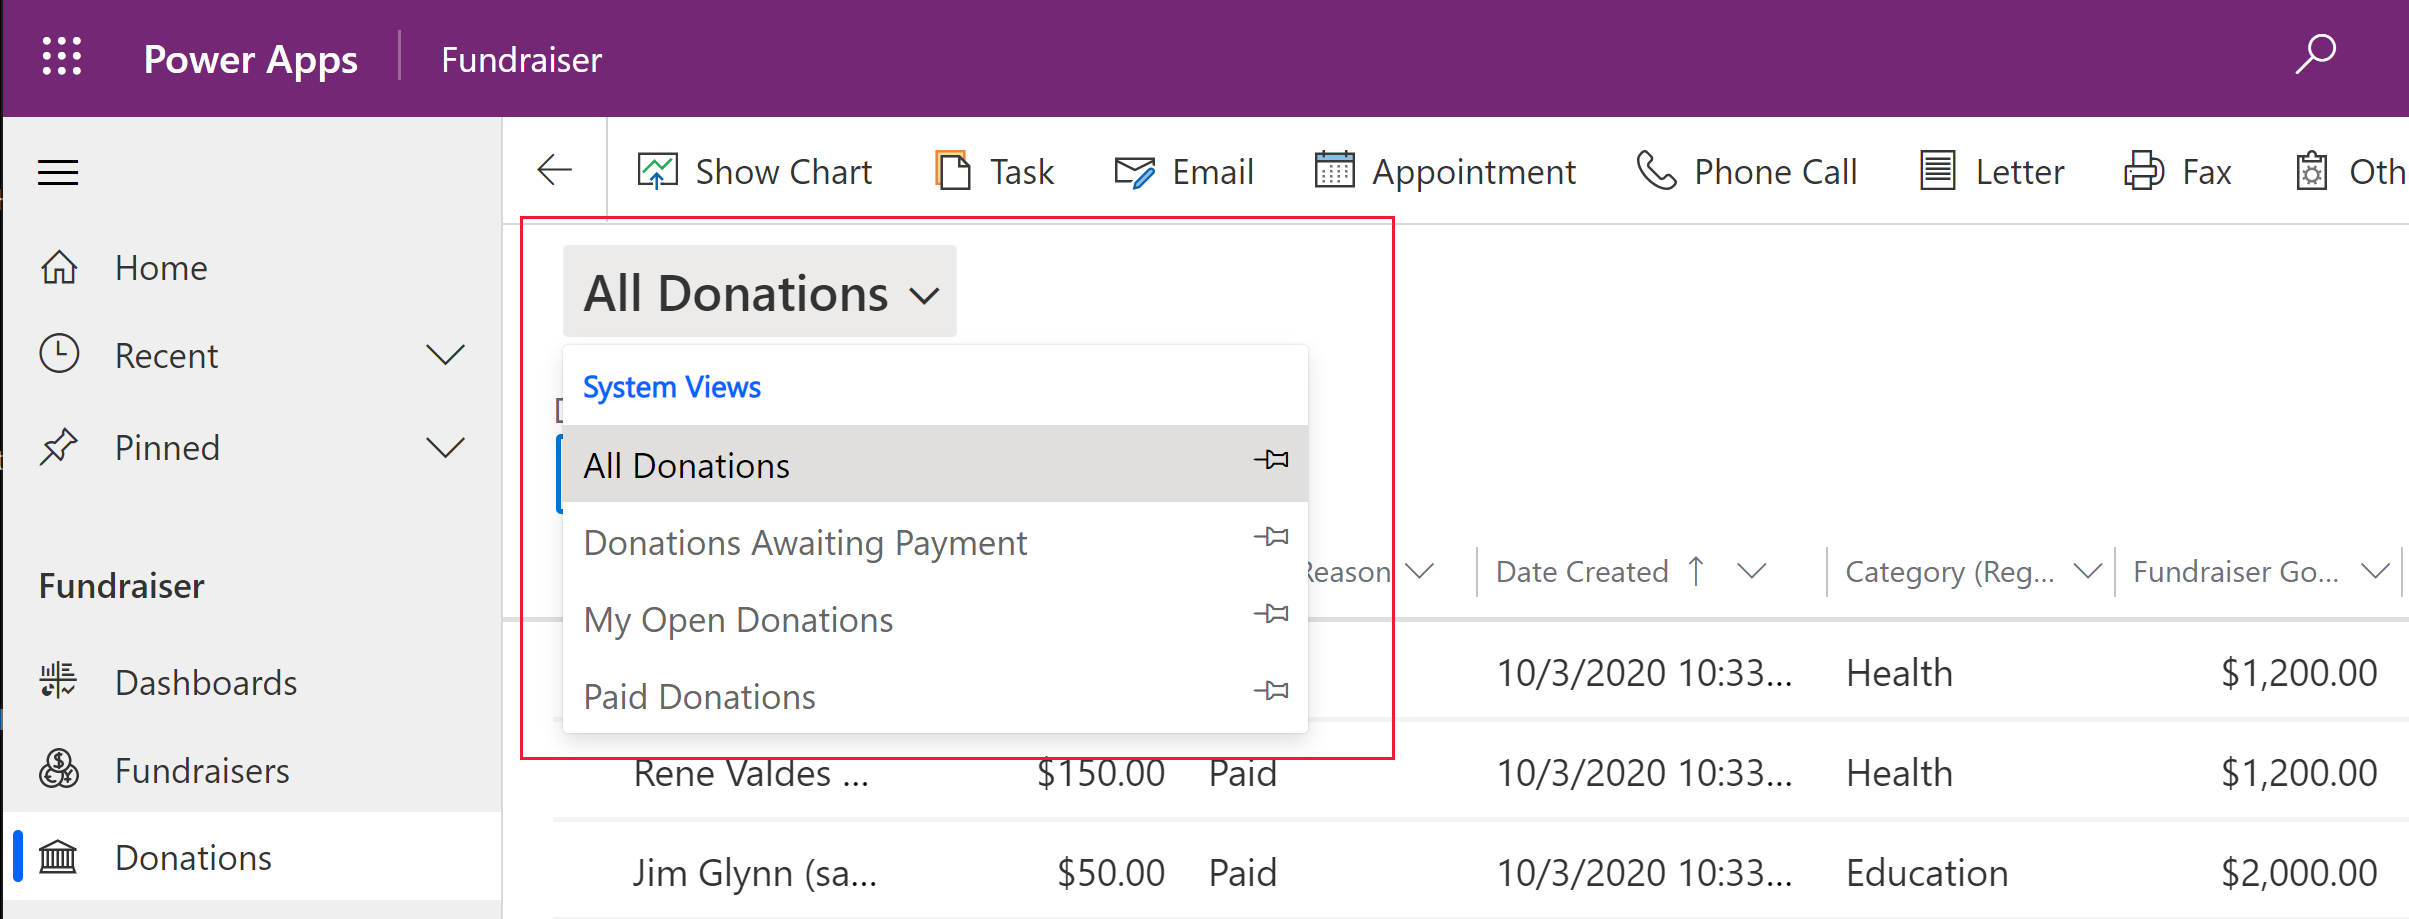 Power Apps Fundraiser
Show Chart Task Email Appointment Phone Call Letter Fax Oth
Home
Recent
Pinned
Fundraiser
Dashboards
Fundraisers
Donations
All Donations
System Views
All Donations
Donations Awaiting Payment
My Open Donations
Paid Donations
Reason Date Created Category (Reg... Fundraiser Go...
10/3/2020 10:33... Health $1,200.00
Rene Valdes ... $150.00 Paid 10/3/2020 10:33... Health $1,200.00
Jim Glynn (sa... $50.00 Paid 10/3/2020 10:33... Education $2,000.00